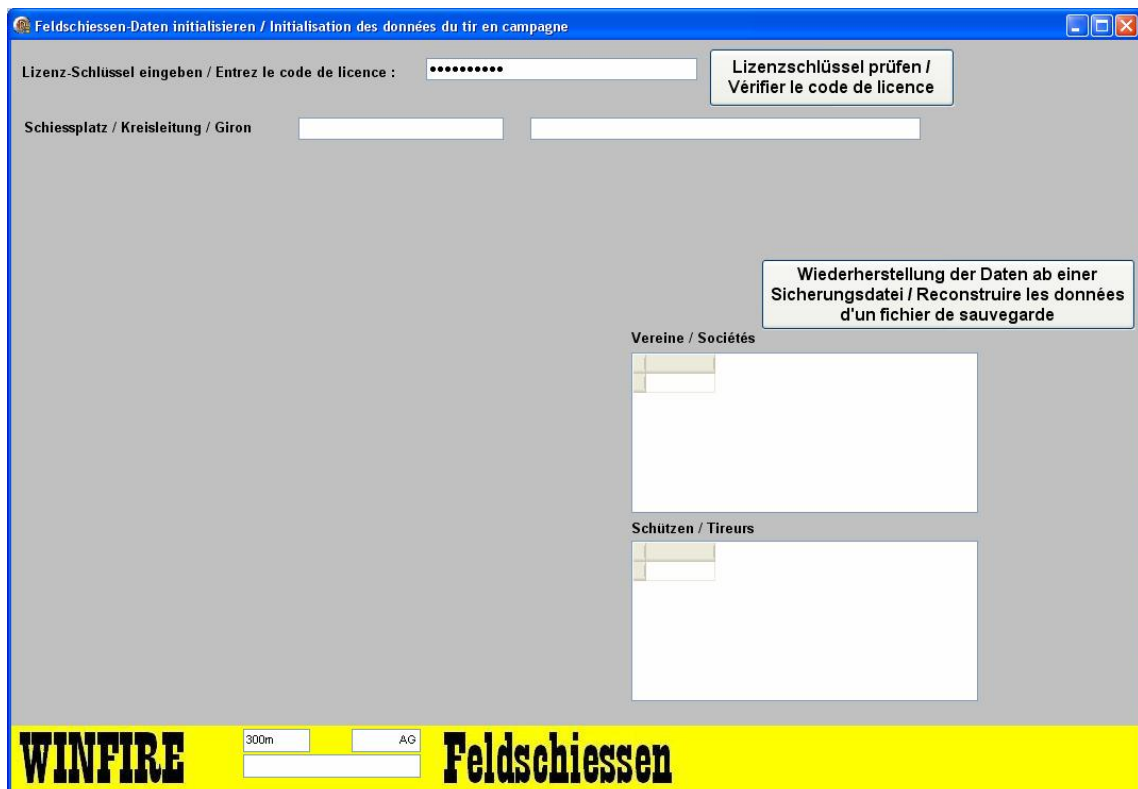 Feldschiessen-Daten initialisieren / Initialisation des données du tir en campagne
Lizenz-Schlüssel eingeben / Entrez le code de licence :
••••••••••
Lizenzschlüssel prüfen /
Vérifier le code de licence
Schiessplatz / Kreisleitung / Giron
Wiederherstellung der Daten ab einer
Sicherungsdatei / Reconstruire les données
d'un fichier de sauvegarde
Vereine / Sociétés
Schützen / Tireurs
WINFIRE
300m
AG
Feldschiessen